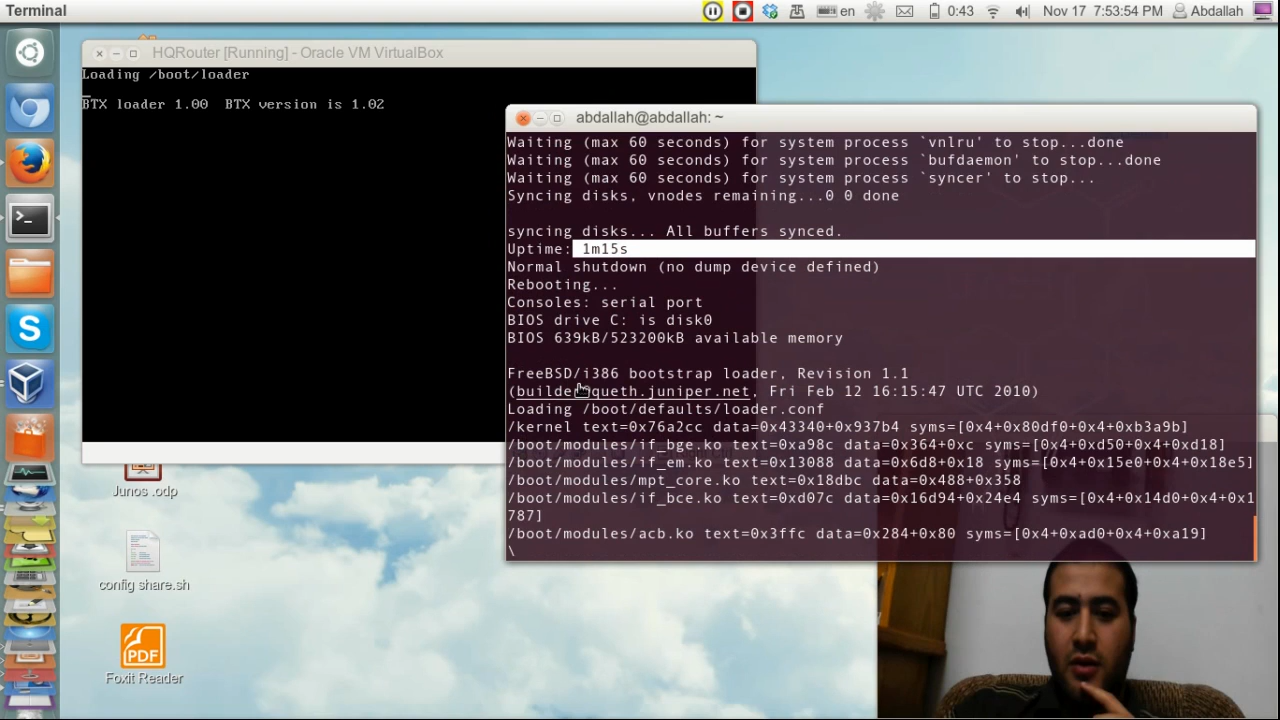 Terminal
en
0:43
Nov 17 7:53:54 PM
Abdallah
HQRouter [Running] - Oracle VM VirtualBox
Loading /boot/loader
BTX loader 1.00  BTX version is 1.02
abdallah@abdallah: ~
Waiting (max 60 seconds) for system process `vnlru' to stop...done
Waiting (max 60 seconds) for system process `bufdaemon' to stop...done
Waiting (max 60 seconds) for system process `syncer' to stop...
Syncing disks, vnodes remaining...0 0 done
syncing disks... All buffers synced.
Uptime: 1m15s
Normal shutdown (no dump device defined)
Rebooting...
Consoles: serial port
BIOS drive C: is disk0
BIOS 639kB/523200kB available memory
FreeBSD/i386 bootstrap loader, Revision 1.1
(builder@queth.juniper.net, Fri Feb 12 16:15:47 UTC 2010)
Loading /boot/defaults/loader.conf
/kernel text=0x76a2cc data=0x43340+0x937b4 syms=[0x4+0x80df0+0x4+0xb3a9b]
/boot/modules/if_bge.ko text=0xa98c data=0x364+0xc syms=[0x4+0xd50+0x4+0xd18]
/boot/modules/if_em.ko text=0x13088 data=0x6d8+0x18 syms=[0x4+0x15e0+0x4+0x18e5]
/boot/modules/mpt_core.ko text=0x18dbc data=0x488+0x358
/boot/modules/if_bce.ko text=0xd07c data=0x16d94+0x24e4 syms=[0x4+0x14d0+0x4+0x1
787]
/boot/modules/acb.ko text=0x3ffc data=0x284+0x80 syms=[0x4+0xad0+0x4+0xa19]
\
Junos .odp
config share.sh
PDF
Foxit Reader